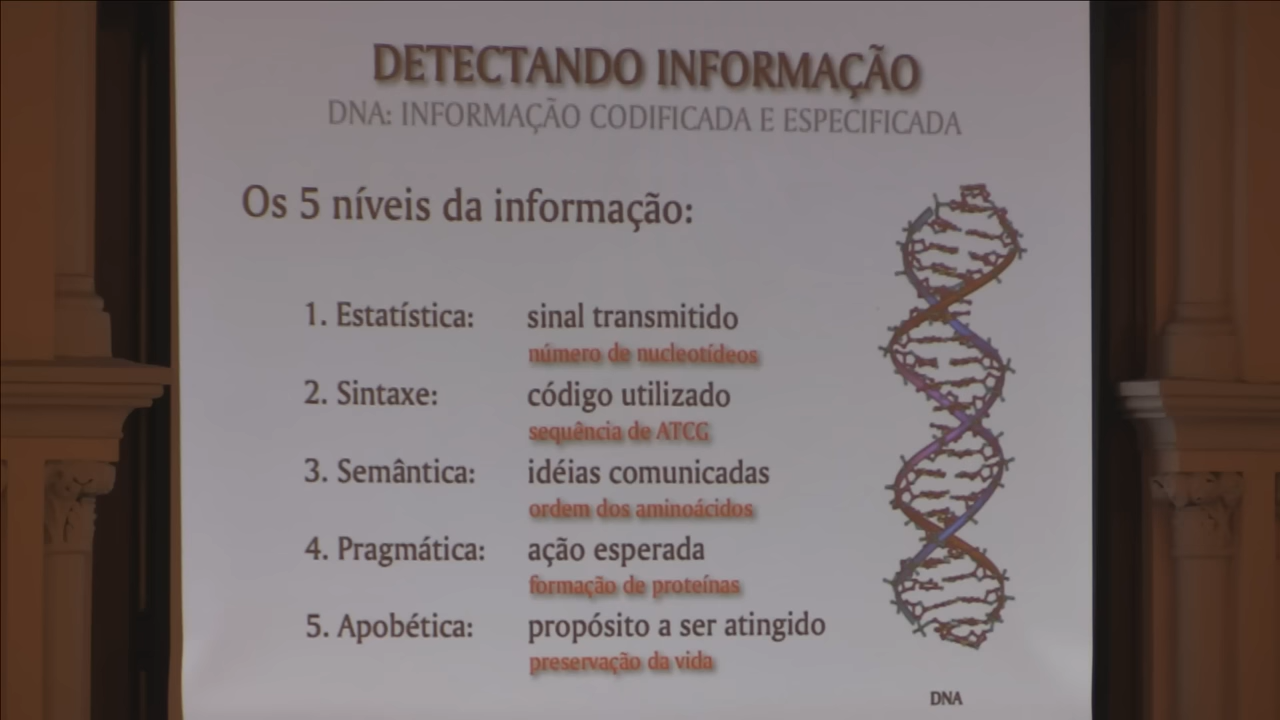 DETECTANDO INFORMAÇÃO
DNA: INFORMAÇÃO CODIFICADA E ESPECIFICADA
Os 5 níveis da informação:
1. Estatística: sinal transmitido
número de nucleotídeos
2. Sintaxe: código utilizado
sequência de ATCG
3. Semântica: idéias comunicadas
ordem dos aminoácidos
4. Pragmática: ação esperada
formação de proteínas
5. Apobética: propósito a ser atingido
preservação da vida
DNA